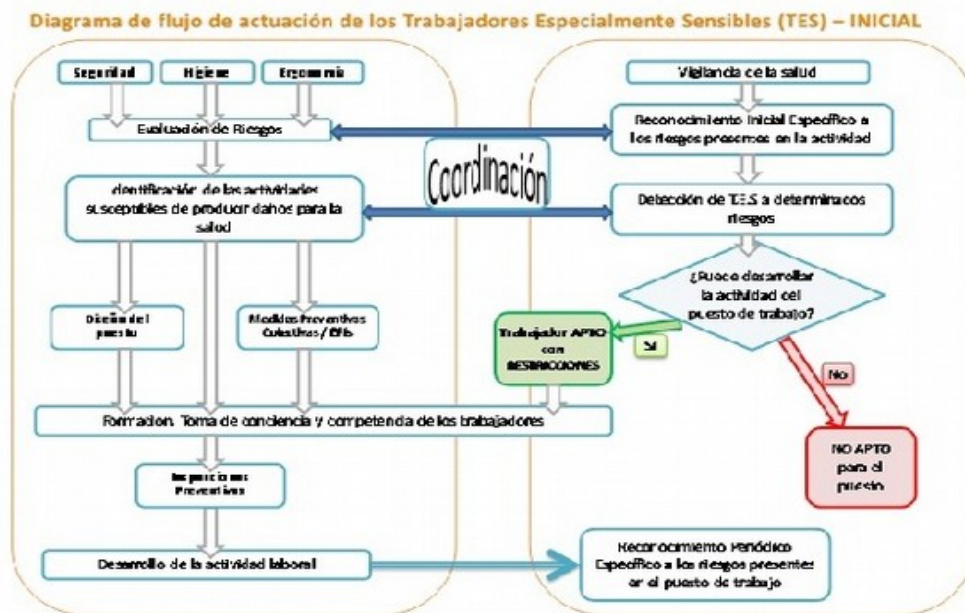 Diagrama de flujo de actuación de los Trabajadores Especialmente Sensibles (TES) – INICIAL
Seguridad
Higiene
Ergonomía
Evaluación de Riesgos
Identificación de las actividades
susceptibles de producir daños para la
salud
Diseño del
puesto
Medidas Preventivas
Colectivas / EPIs
Formacion, Toma de conciencia y competencia de los trabajadores
Inspecciones
Preventivas
Desarrollo de la actividad laboral
Coordinación
Vigilancia de la salud
Reconocimiento Inicial Específico a
los riesgos presentes en la actividad
Detección de T.E.S a determinados
riesgos
¿Puede desarrollar
la actividad del
puesto de trabajo?
Trabajador APTO
con
RESTRICCIONES
SI
No
NO APTO
para el
puesto
Reconocimiento Periódico
Específico a los riesgos presentes
en el puesto de trabajo